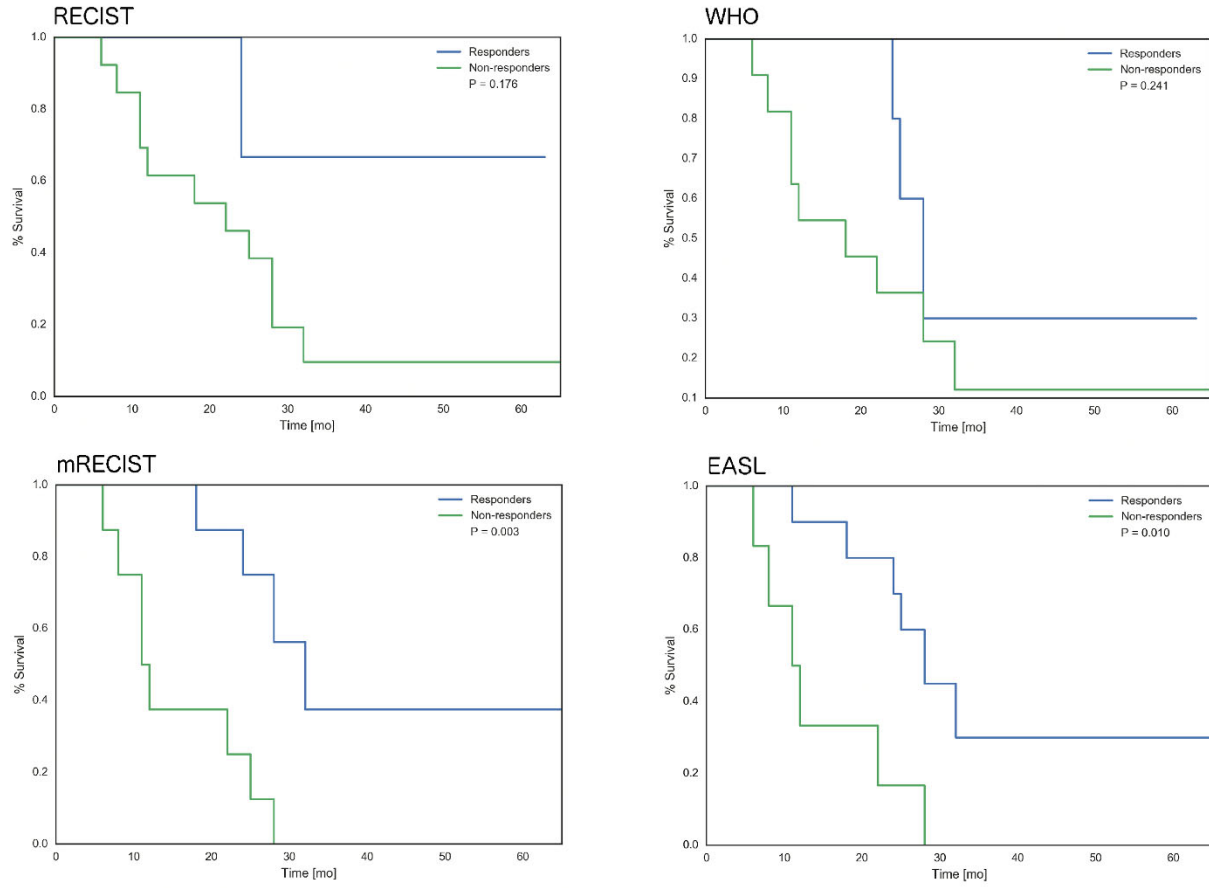 RECIST
1.0
0.8
0.6
0.4
0.2
0.0
% Survival
Responders
Non-responders
P = 0.176
0 10 20 30 40 50 60
Time [mo]
WHO
1.0
0.9
0.8
0.7
0.6
0.5
0.4
0.3
0.2
0.1
% Survival
Responders
Non-responders
P = 0.241
0 10 20 30 40 50 60
Time [mo]
mRECIST
1.0
0.8
0.6
0.4
0.2
0.0
% Survival
Responders
Non-responders
P = 0.003
0 10 20 30 40 50 60
Time [mo]
EASL
1.0
0.8
0.6
0.4
0.2
0.0
% Survival
Responders
Non-responders
P = 0.010
0 10 20 30 40 50 60
Time [mo]